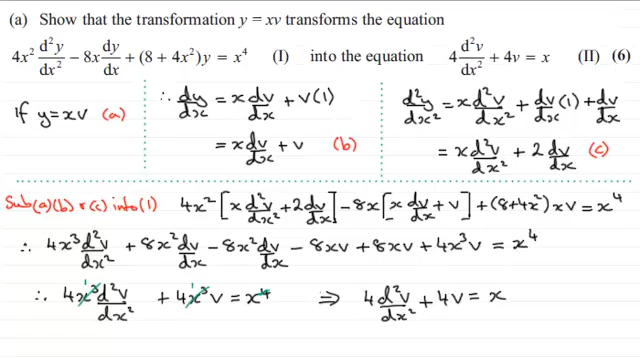 (a) Show that the transformation y = xv transforms the equation
4x² d²y/dx² − 8x dy/dx + (8 + 4x²)y = x⁴ (I) into the equation 4 d²v/dx² + 4v = x (II) (6)
If y = xv (a)
∴ dy/dx = x dv/dx + v(1)
= x dv/dx + v (b)
d²y/dx² = x d²v/dx² + dv/dx (1) + dv/dx
= x d²v/dx² + 2 dv/dx (c)
Sub (a) (b) & (c) into (1) 4x² [x d²v/dx² + 2 dv/dx] − 8x [x dv/dx + v] + (8+4x²) xv = x⁴
∴ 4x³ d²v/dx² + 8x² dv/dx − 8x² dv/dx − 8xv + 8xv + 4x³v = x⁴
∴ 4x³ d²v/dx² + 4x³v = x⁴ ⇒ 4 d²v/dx² + 4v = x